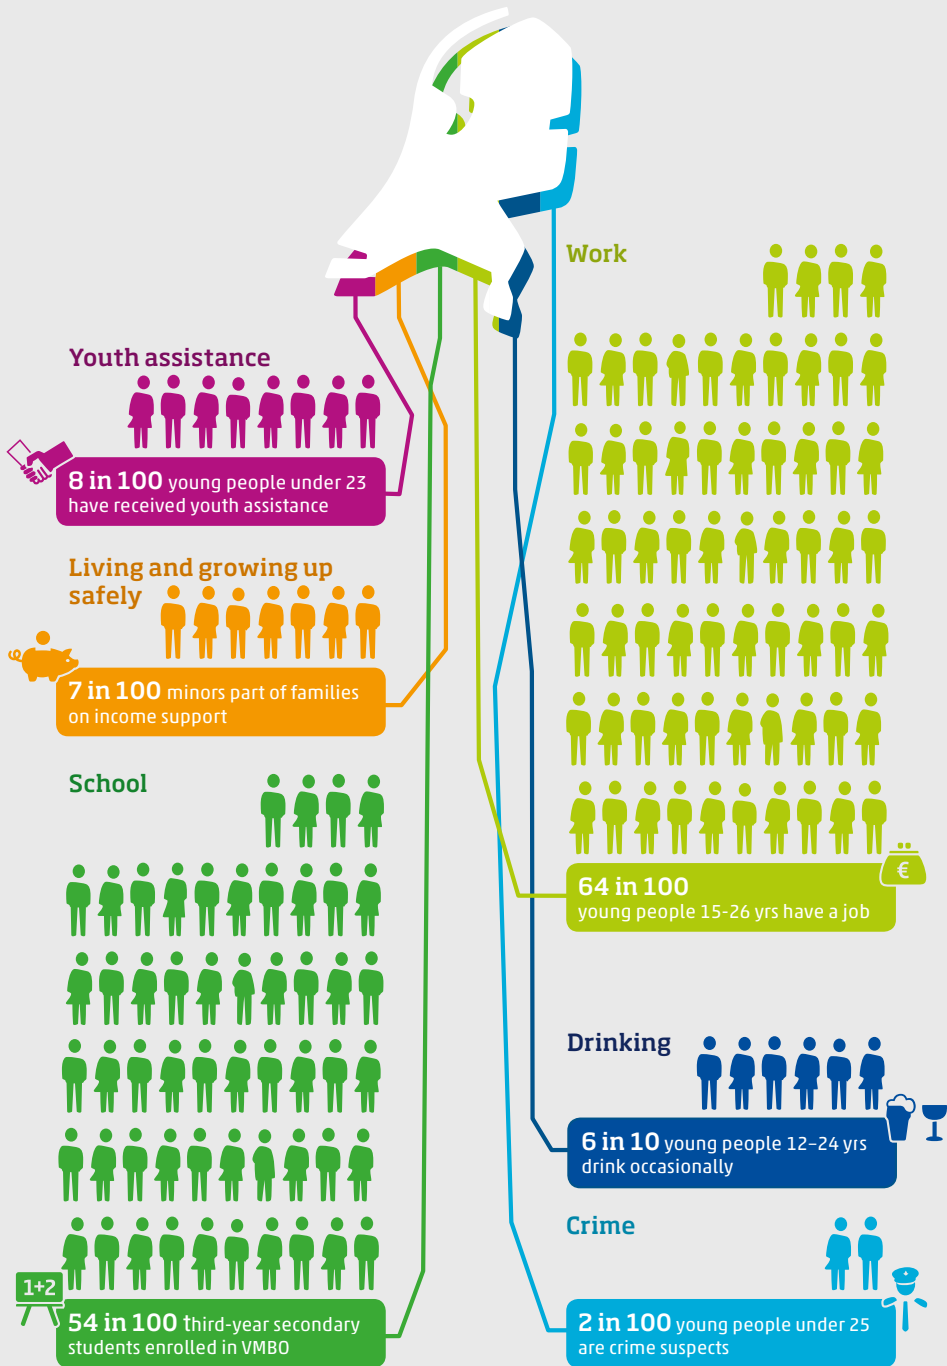 Youth assistance
8 in 100 young people under 23
have received youth assistance
Living and growing up
safely
7 in 100 minors part of families
on income support
School
1+2
54 in 100 third-year secondary
students enrolled in VMBO
Work
€
64 in 100
young people 15-26 yrs have a job
Drinking
6 in 10 young people 12–24 yrs
drink occasionally
Crime
2 in 100 young people under 25
are crime suspects